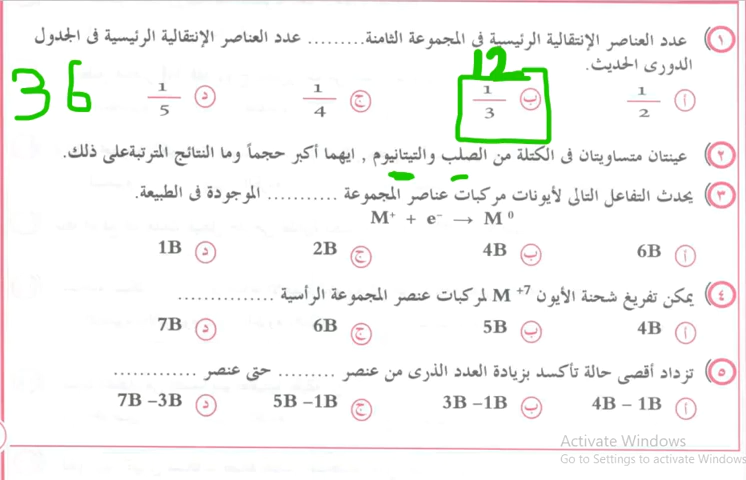 ١ عدد العناصر الإنتقالية الرئيسية فى المجموعة الثامنة......... عدد العناصر الإنتقالية الرئيسية فى الجدول
الدورى الحديث.
12
36
أ 1/2 ب 1/3 ج 1/4 د 1/5
٢ عينتان متساويتان فى الكتلة من الصلب والتيتانيوم , ايهما أكبر حجماً وما النتائج المترتبة على ذلك.
٣ يحدث التفاعل التالى لأيونات مركبات عناصر المجموعة ........... الموجودة فى الطبيعة.
M⁺ + e⁻ → M⁰
أ 6B ب 4B ج 2B د 1B
٤ يمكن تفريغ شحنة الأيون M⁺⁷ لمركبات عنصر المجموعة الرأسية ...............
أ 4B ب 5B ج 6B د 7B
٥ تزداد أقصى حالة تأكسد بزيادة العدد الذرى من عنصر ......... حتى عنصر .............
أ 4B – 1B ب 3B –1B ج 5B –1B د 7B –3B
Activate Windows
Go to Settings to activate Windows